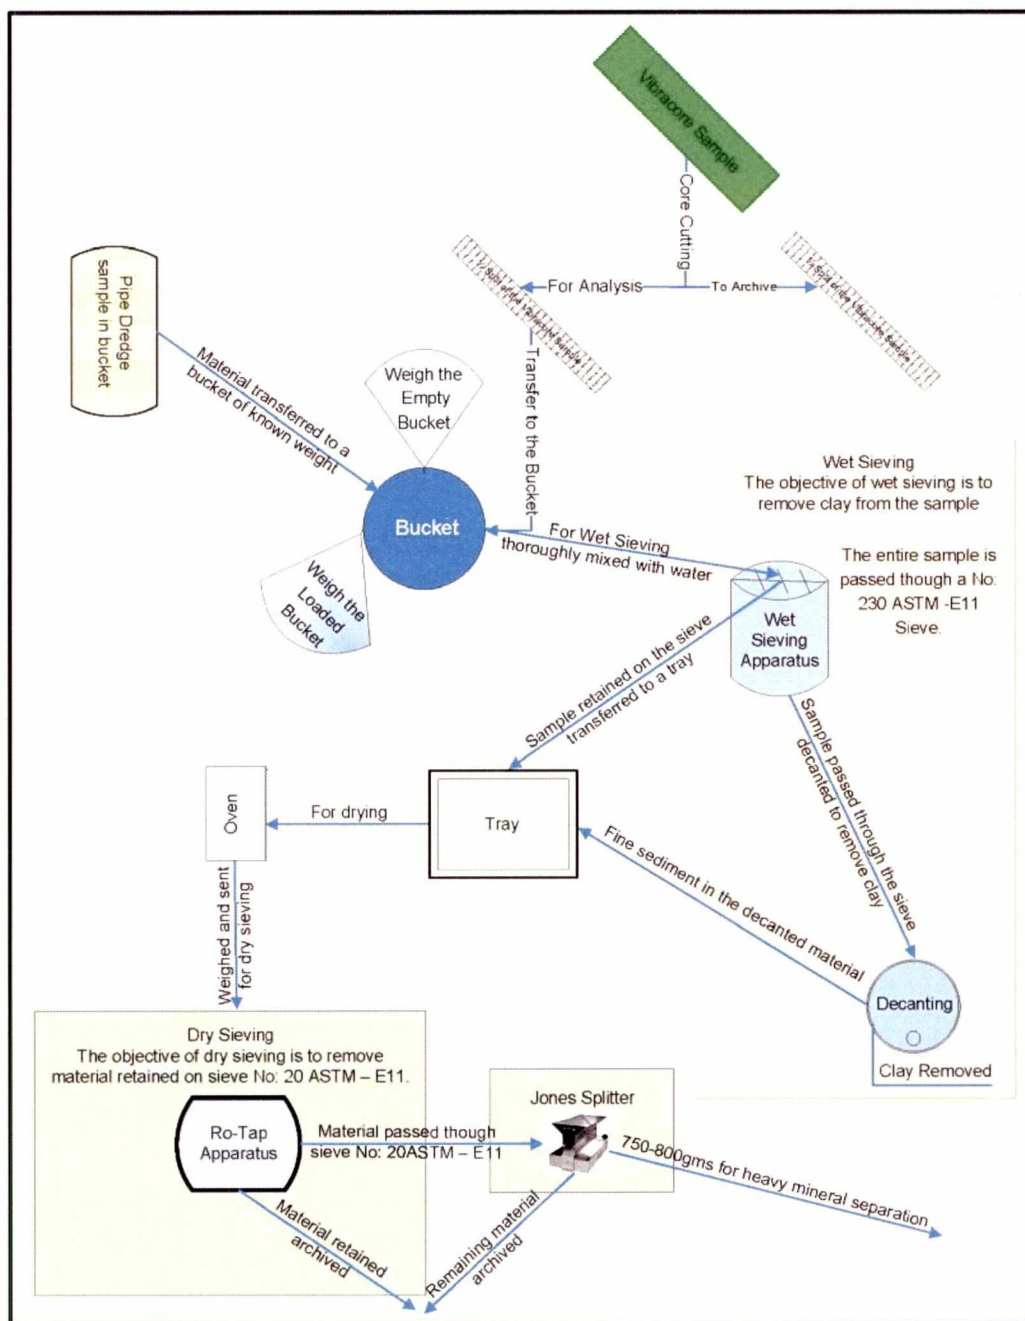 Vibracore Sample
Core Cutting
For Analysis
To Archive
Pipe Dredge
sample in bucket
Material transferred to a
bucket of known weight
Weigh the
Empty
Bucket
Transfer to the Bucket
Bucket
Weigh the
Loaded
Bucket
For Wet Sieving
thoroughly mixed with water
Wet Sieving
The objective of wet sieving is to
remove clay from the sample
The entire sample is
passed though a No:
230 ASTM -E11
Sieve.
Wet
Sieving
Apparatus
Sample retained on the sieve
transferred to a tray
Sample passed through the sieve
decanted to remove clay
Oven
For drying
Tray
Fine sediment in the decanted material
Decanting
Clay Removed
Weighed and sent
for dry sieving
Dry Sieving
The objective of dry sieving is to remove
material retained on sieve No: 20 ASTM – E11.
Ro-Tap
Apparatus
Material passed though
sieve No: 20ASTM – E11
Jones Splitter
750-800gms for heavy mineral separation
Material retained
archived
Remaining material
archived